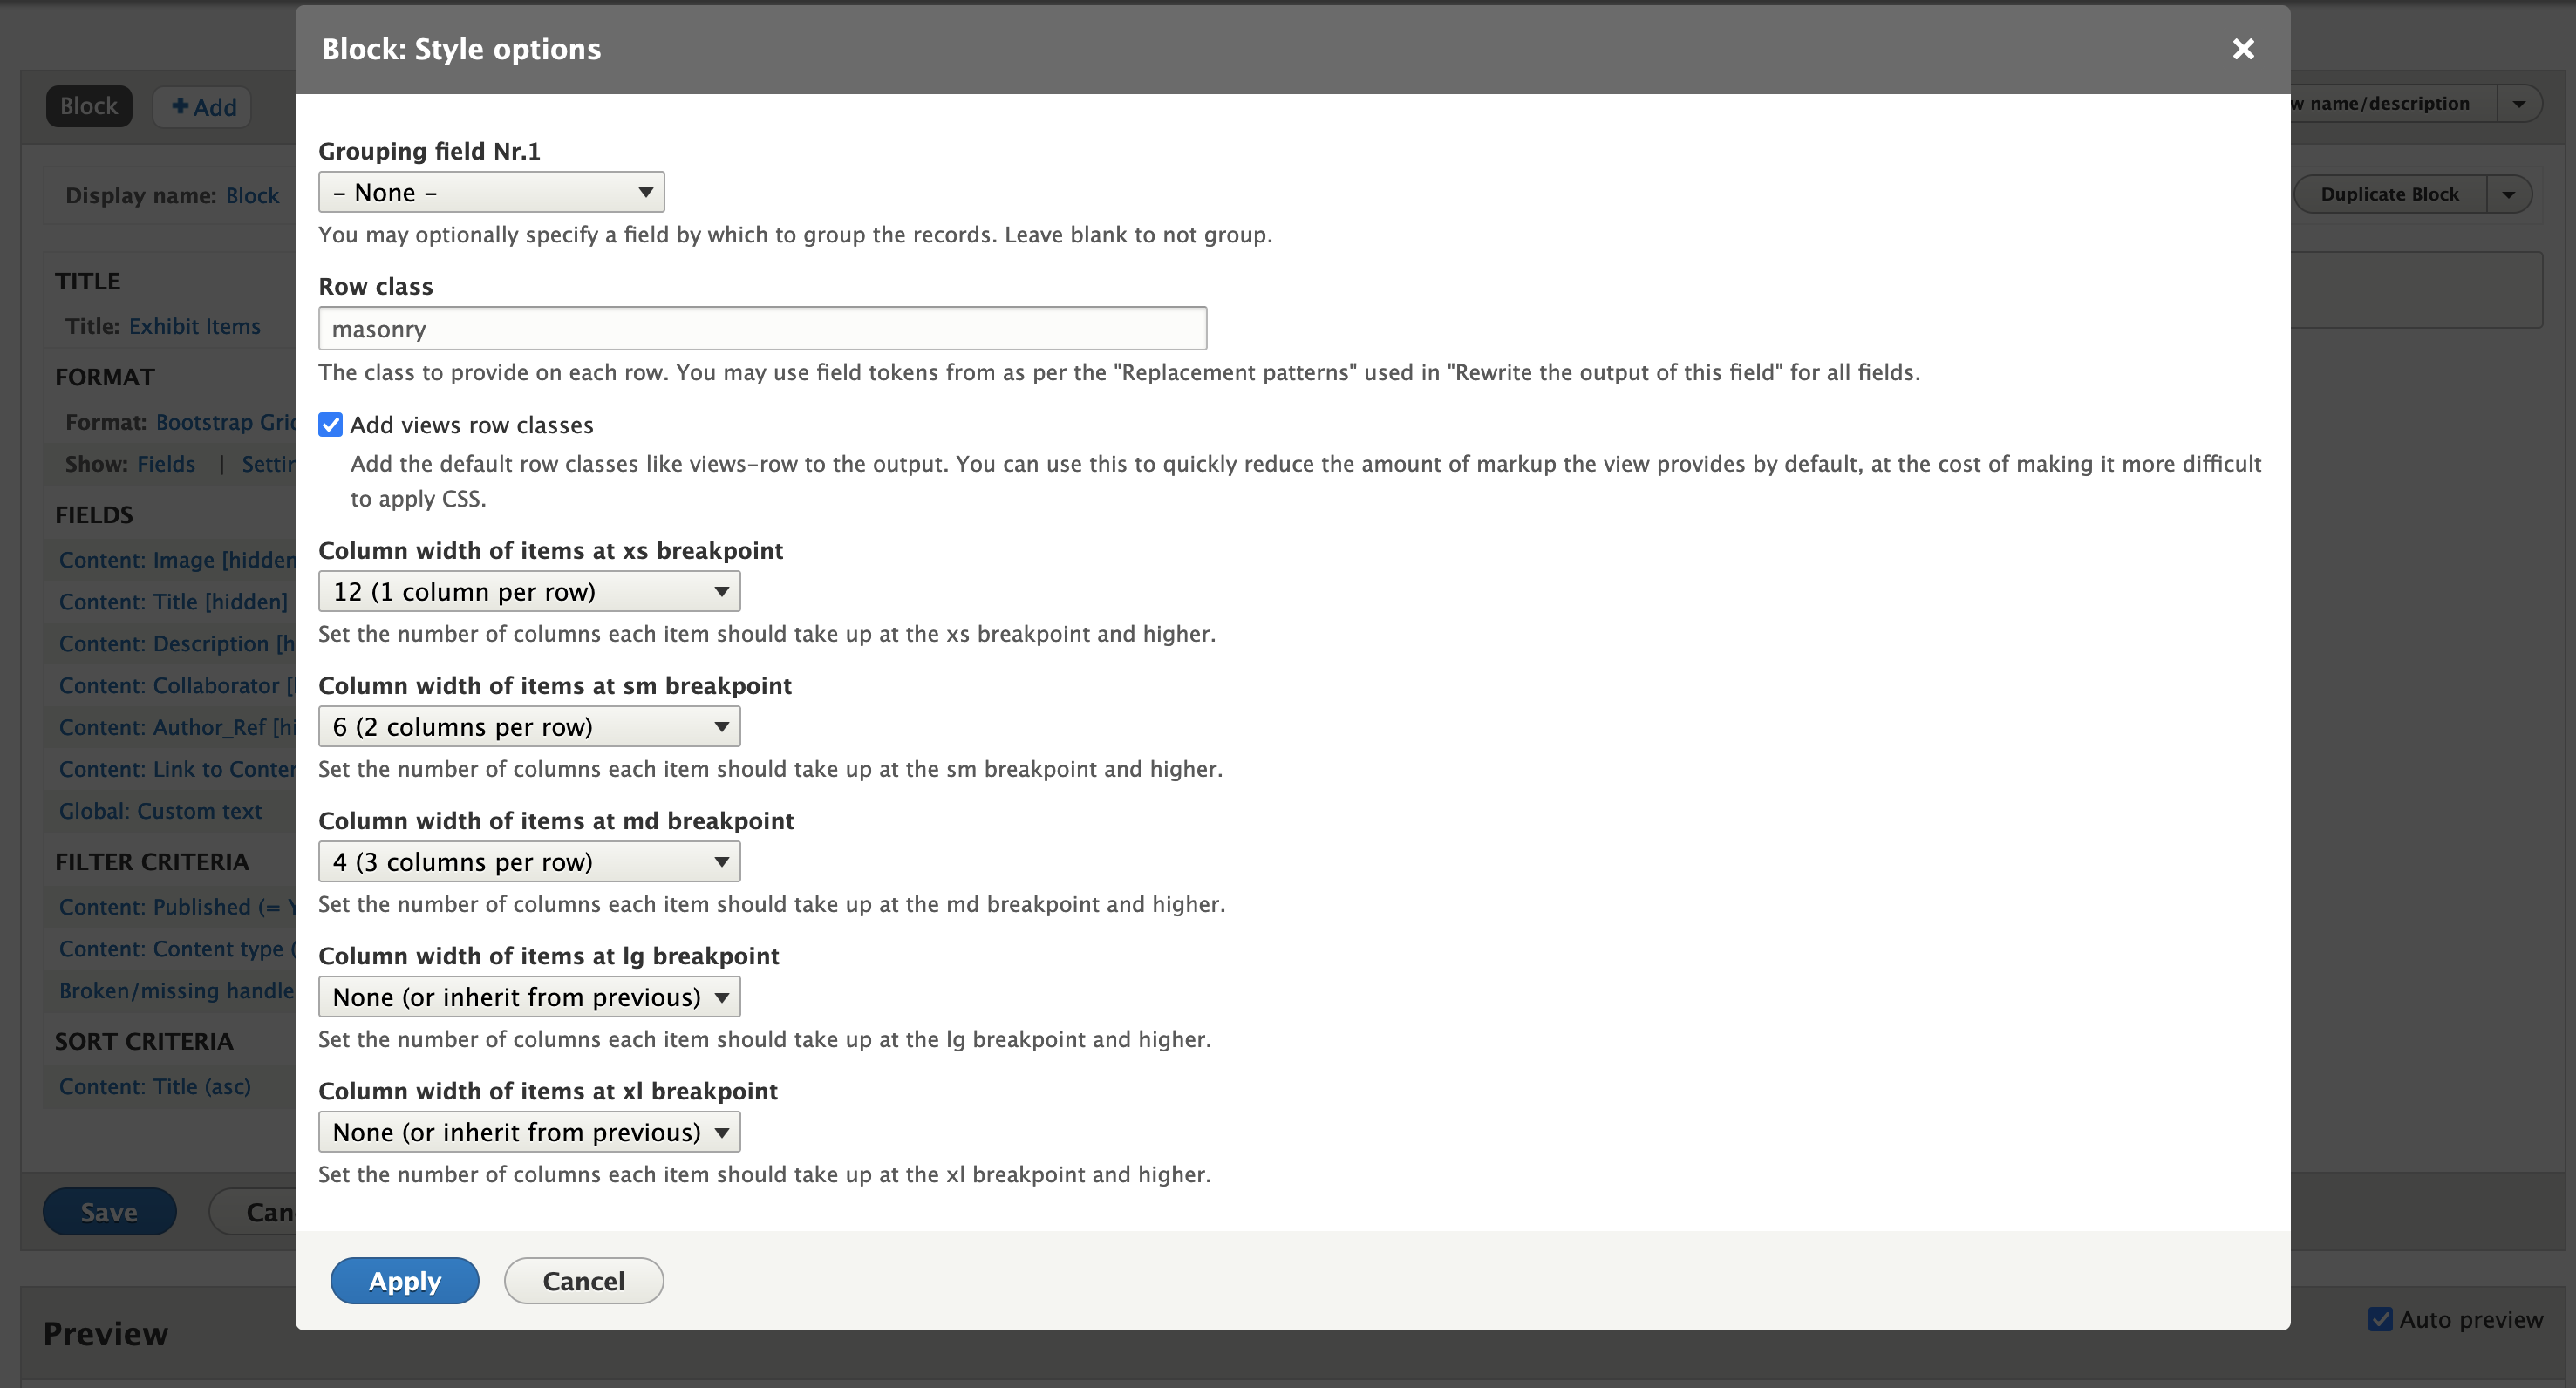 Block: Style options
Block
Add
w name/description
Display name: Block
Duplicate Block
TITLE
Title: Exhibit Items
FORMAT
Format: Bootstrap Gri
Show: Fields | Settin
FIELDS
Content: Image [hidden
Content: Title [hidden]
Content: Description [h
Content: Collaborator [
Content: Author_Ref [hi
Content: Link to Conte
Global: Custom text
FILTER CRITERIA
Content: Published (= Y
Content: Content type (
Broken/missing handle
SORT CRITERIA
Content: Title (asc)
Save
Can
Preview
Auto preview
Grouping field Nr.1
- None -
You may optionally specify a field by which to group the records. Leave blank to not group.
Row class
masonry
The class to provide on each row. You may use field tokens from as per the "Replacement patterns" used in "Rewrite the output of this field" for all fields.
Add views row classes
Add the default row classes like views-row to the output. You can use this to quickly reduce the amount of markup the view provides by default, at the cost of making it more difficult
to apply CSS.
Column width of items at xs breakpoint
12 (1 column per row)
Set the number of columns each item should take up at the xs breakpoint and higher.
Column width of items at sm breakpoint
6 (2 columns per row)
Set the number of columns each item should take up at the sm breakpoint and higher.
Column width of items at md breakpoint
4 (3 columns per row)
Set the number of columns each item should take up at the md breakpoint and higher.
Column width of items at lg breakpoint
None (or inherit from previous)
Set the number of columns each item should take up at the lg breakpoint and higher.
Column width of items at xl breakpoint
None (or inherit from previous)
Set the number of columns each item should take up at the xl breakpoint and higher.
Apply
Cancel